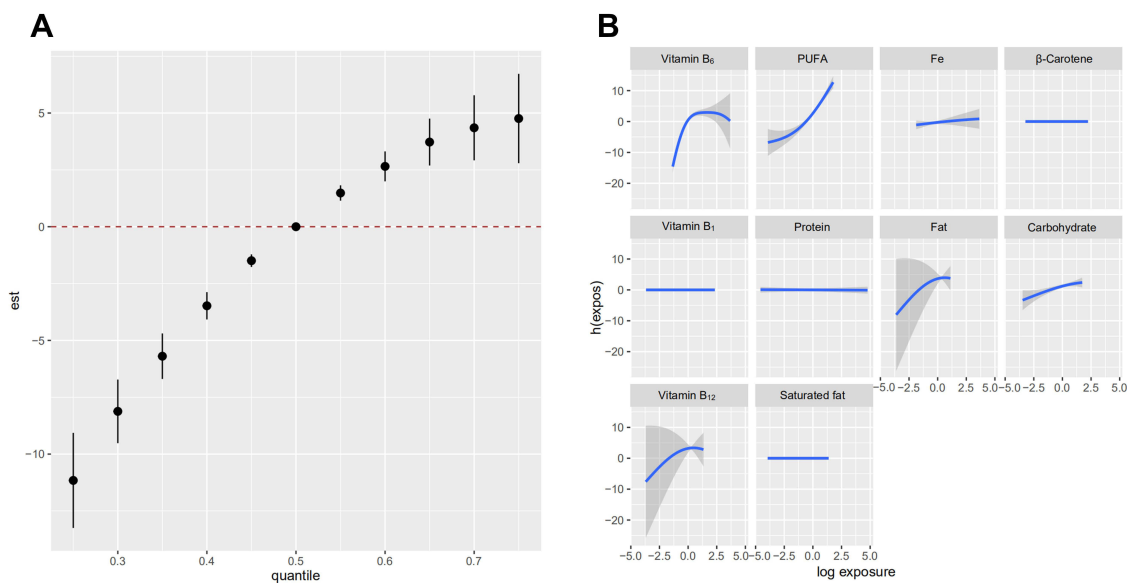 A
B
est
5
0
−5
−10
0.3 0.4 0.5 0.6 0.7
quantile
Vitamin B₆ PUFA Fe β-Carotene
10
0
−10
−20
Vitamin B₁ Protein Fat Carbohydrate
10
0
−10
−20
h(expos)
−5.0 −2.5 0.0 2.5 5.0 −5.0 −2.5 0.0 2.5 5.0
Vitamin B₁₂ Saturated fat
10
0
−10
−20
−5.0 −2.5 0.0 2.5 5.0 −5.0 −2.5 0.0 2.5 5.0
log exposure